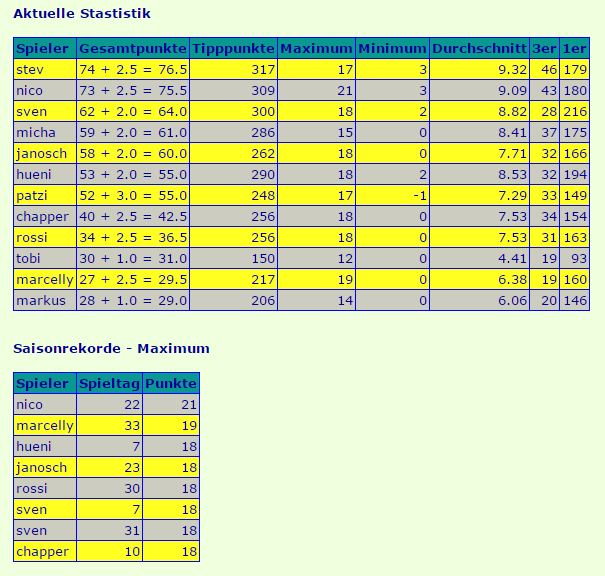 Aktuelle Stastistik
Spieler Gesamtpunkte Tipppunkte Maximum Minimum Durchschnitt 3er 1er
stev 74 + 2.5 = 76.5 317 17 3 9.32 46 179
nico 73 + 2.5 = 75.5 309 21 3 9.09 43 180
sven 62 + 2.0 = 64.0 300 18 2 8.82 28 216
micha 59 + 2.0 = 61.0 286 15 0 8.41 37 175
janosch 58 + 2.0 = 60.0 262 18 0 7.71 32 166
hueni 53 + 2.0 = 55.0 290 18 2 8.53 32 194
patzi 52 + 3.0 = 55.0 248 17 -1 7.29 33 149
chapper 40 + 2.5 = 42.5 256 18 0 7.53 34 154
rossi 34 + 2.5 = 36.5 256 18 0 7.53 31 163
tobi 30 + 1.0 = 31.0 150 12 0 4.41 19 93
marcelly 27 + 2.5 = 29.5 217 19 0 6.38 19 160
markus 28 + 1.0 = 29.0 206 14 0 6.06 20 146
Saisonrekorde - Maximum
Spieler Spieltag Punkte
nico 22 21
marcelly 33 19
hueni 7 18
janosch 23 18
rossi 30 18
sven 7 18
sven 31 18
chapper 10 18